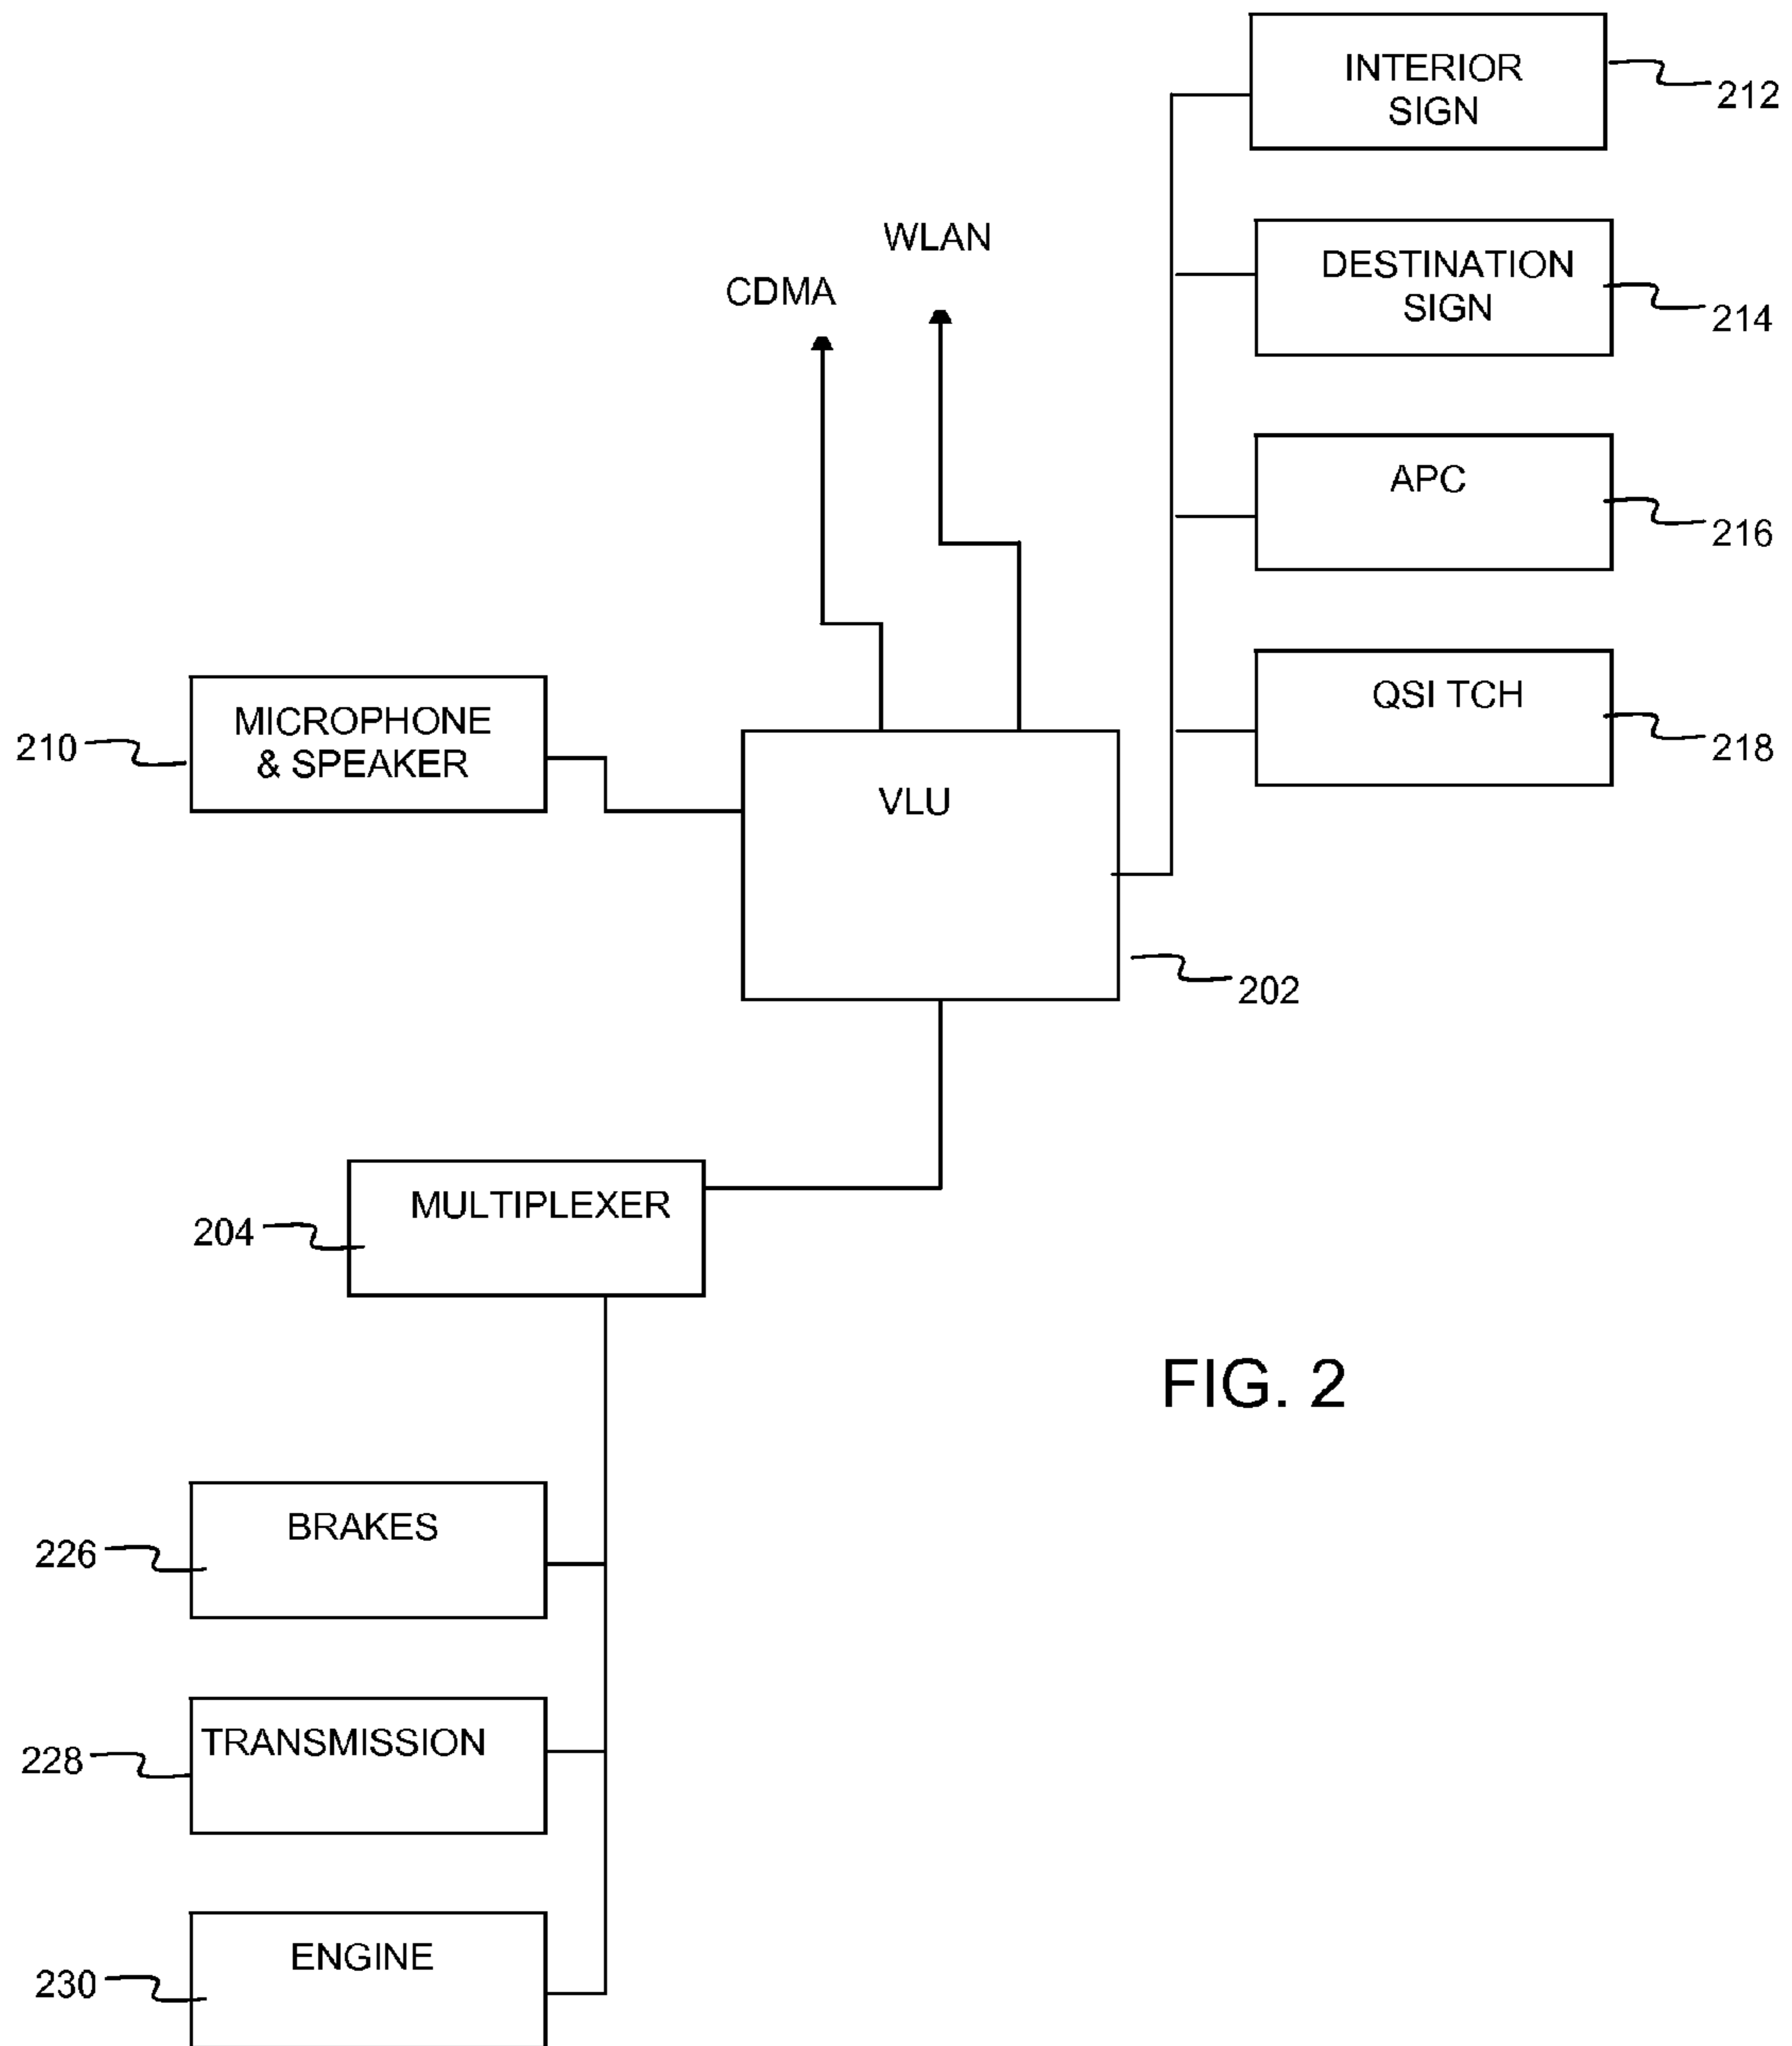 INTERIOR
SIGN
212
WLAN
DESTINATION
SIGN
214
CDMA
APC
216
QSI TCH
218
MICROPHONE
& SPEAKER
210
VLU
202
MULTIPLEXER
204
FIG. 2
BRAKES
226
TRANSMISSION
228
ENGINE
230